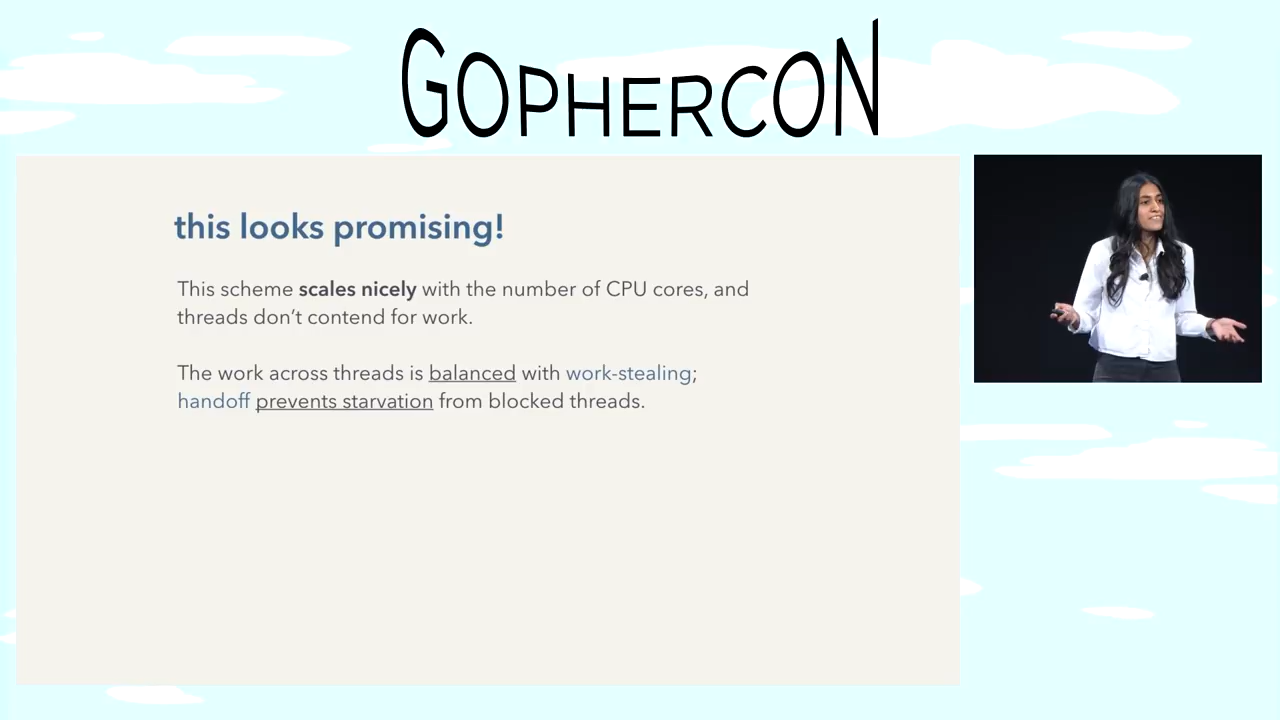 GOPHERCON
this looks promising!
This scheme scales nicely with the number of CPU cores, and
threads don’t contend for work.
The work across threads is balanced with work-stealing;
handoff prevents starvation from blocked threads.